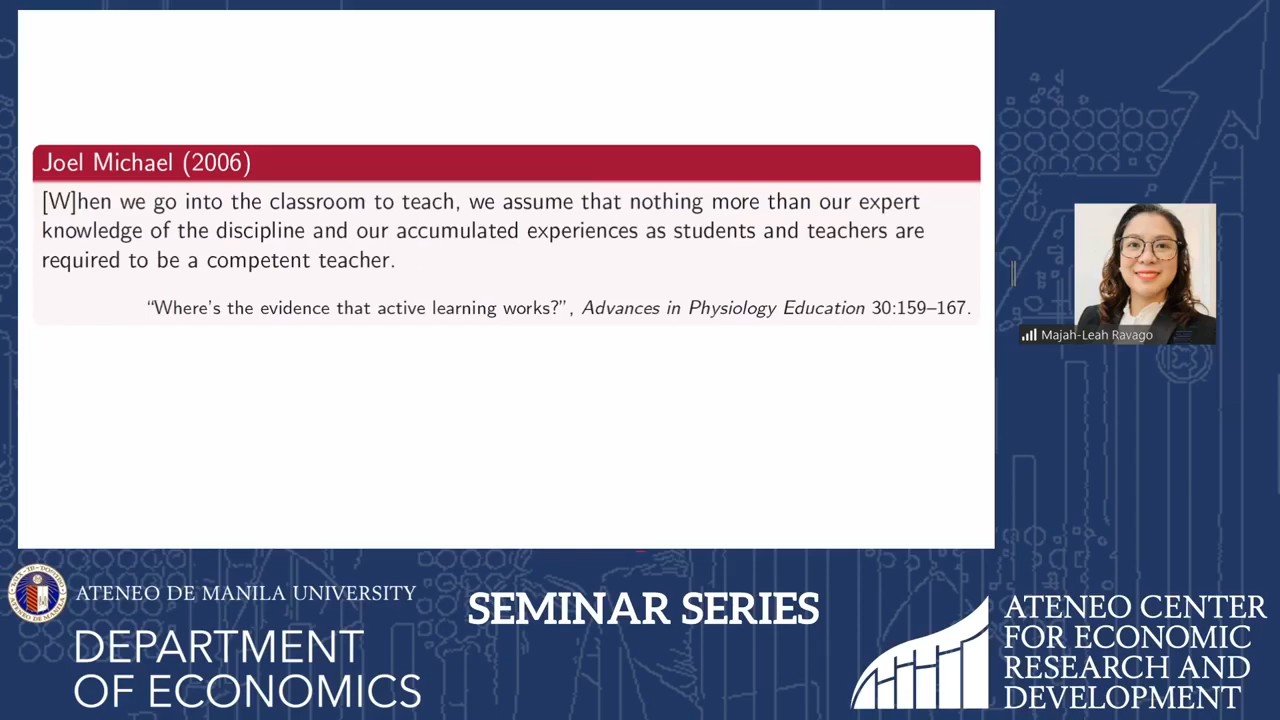 Joel Michael (2006)
[W]hen we go into the classroom to teach, we assume that nothing more than our expert
knowledge of the discipline and our accumulated experiences as students and teachers are
required to be a competent teacher.
“Where's the evidence that active learning works?”, Advances in Physiology Education 30:159–167.
Majah-Leah Ravago
ATENEO DE MANILA UNIVERSITY
DEPARTMENT
OF ECONOMICS
SEMINAR SERIES
ATENEO CENTER
FOR ECONOMIC
RESEARCH AND
DEVELOPMENT